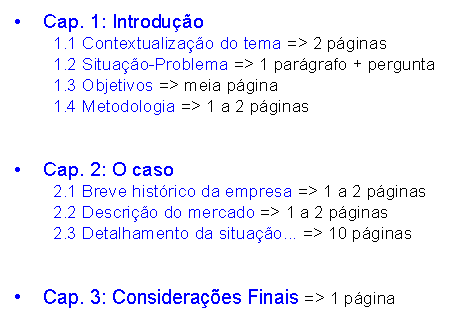 • Cap. 1: Introdução
1.1 Contextualização do tema => 2 páginas
1.2 Situação-Problema => 1 parágrafo + pergunta
1.3 Objetivos => meia página
1.4 Metodologia => 1 a 2 páginas
• Cap. 2: O caso
2.1 Breve histórico da empresa => 1 a 2 páginas
2.2 Descrição do mercado => 1 a 2 páginas
2.3 Detalhamento da situação... => 10 páginas
• Cap. 3: Considerações Finais => 1 página